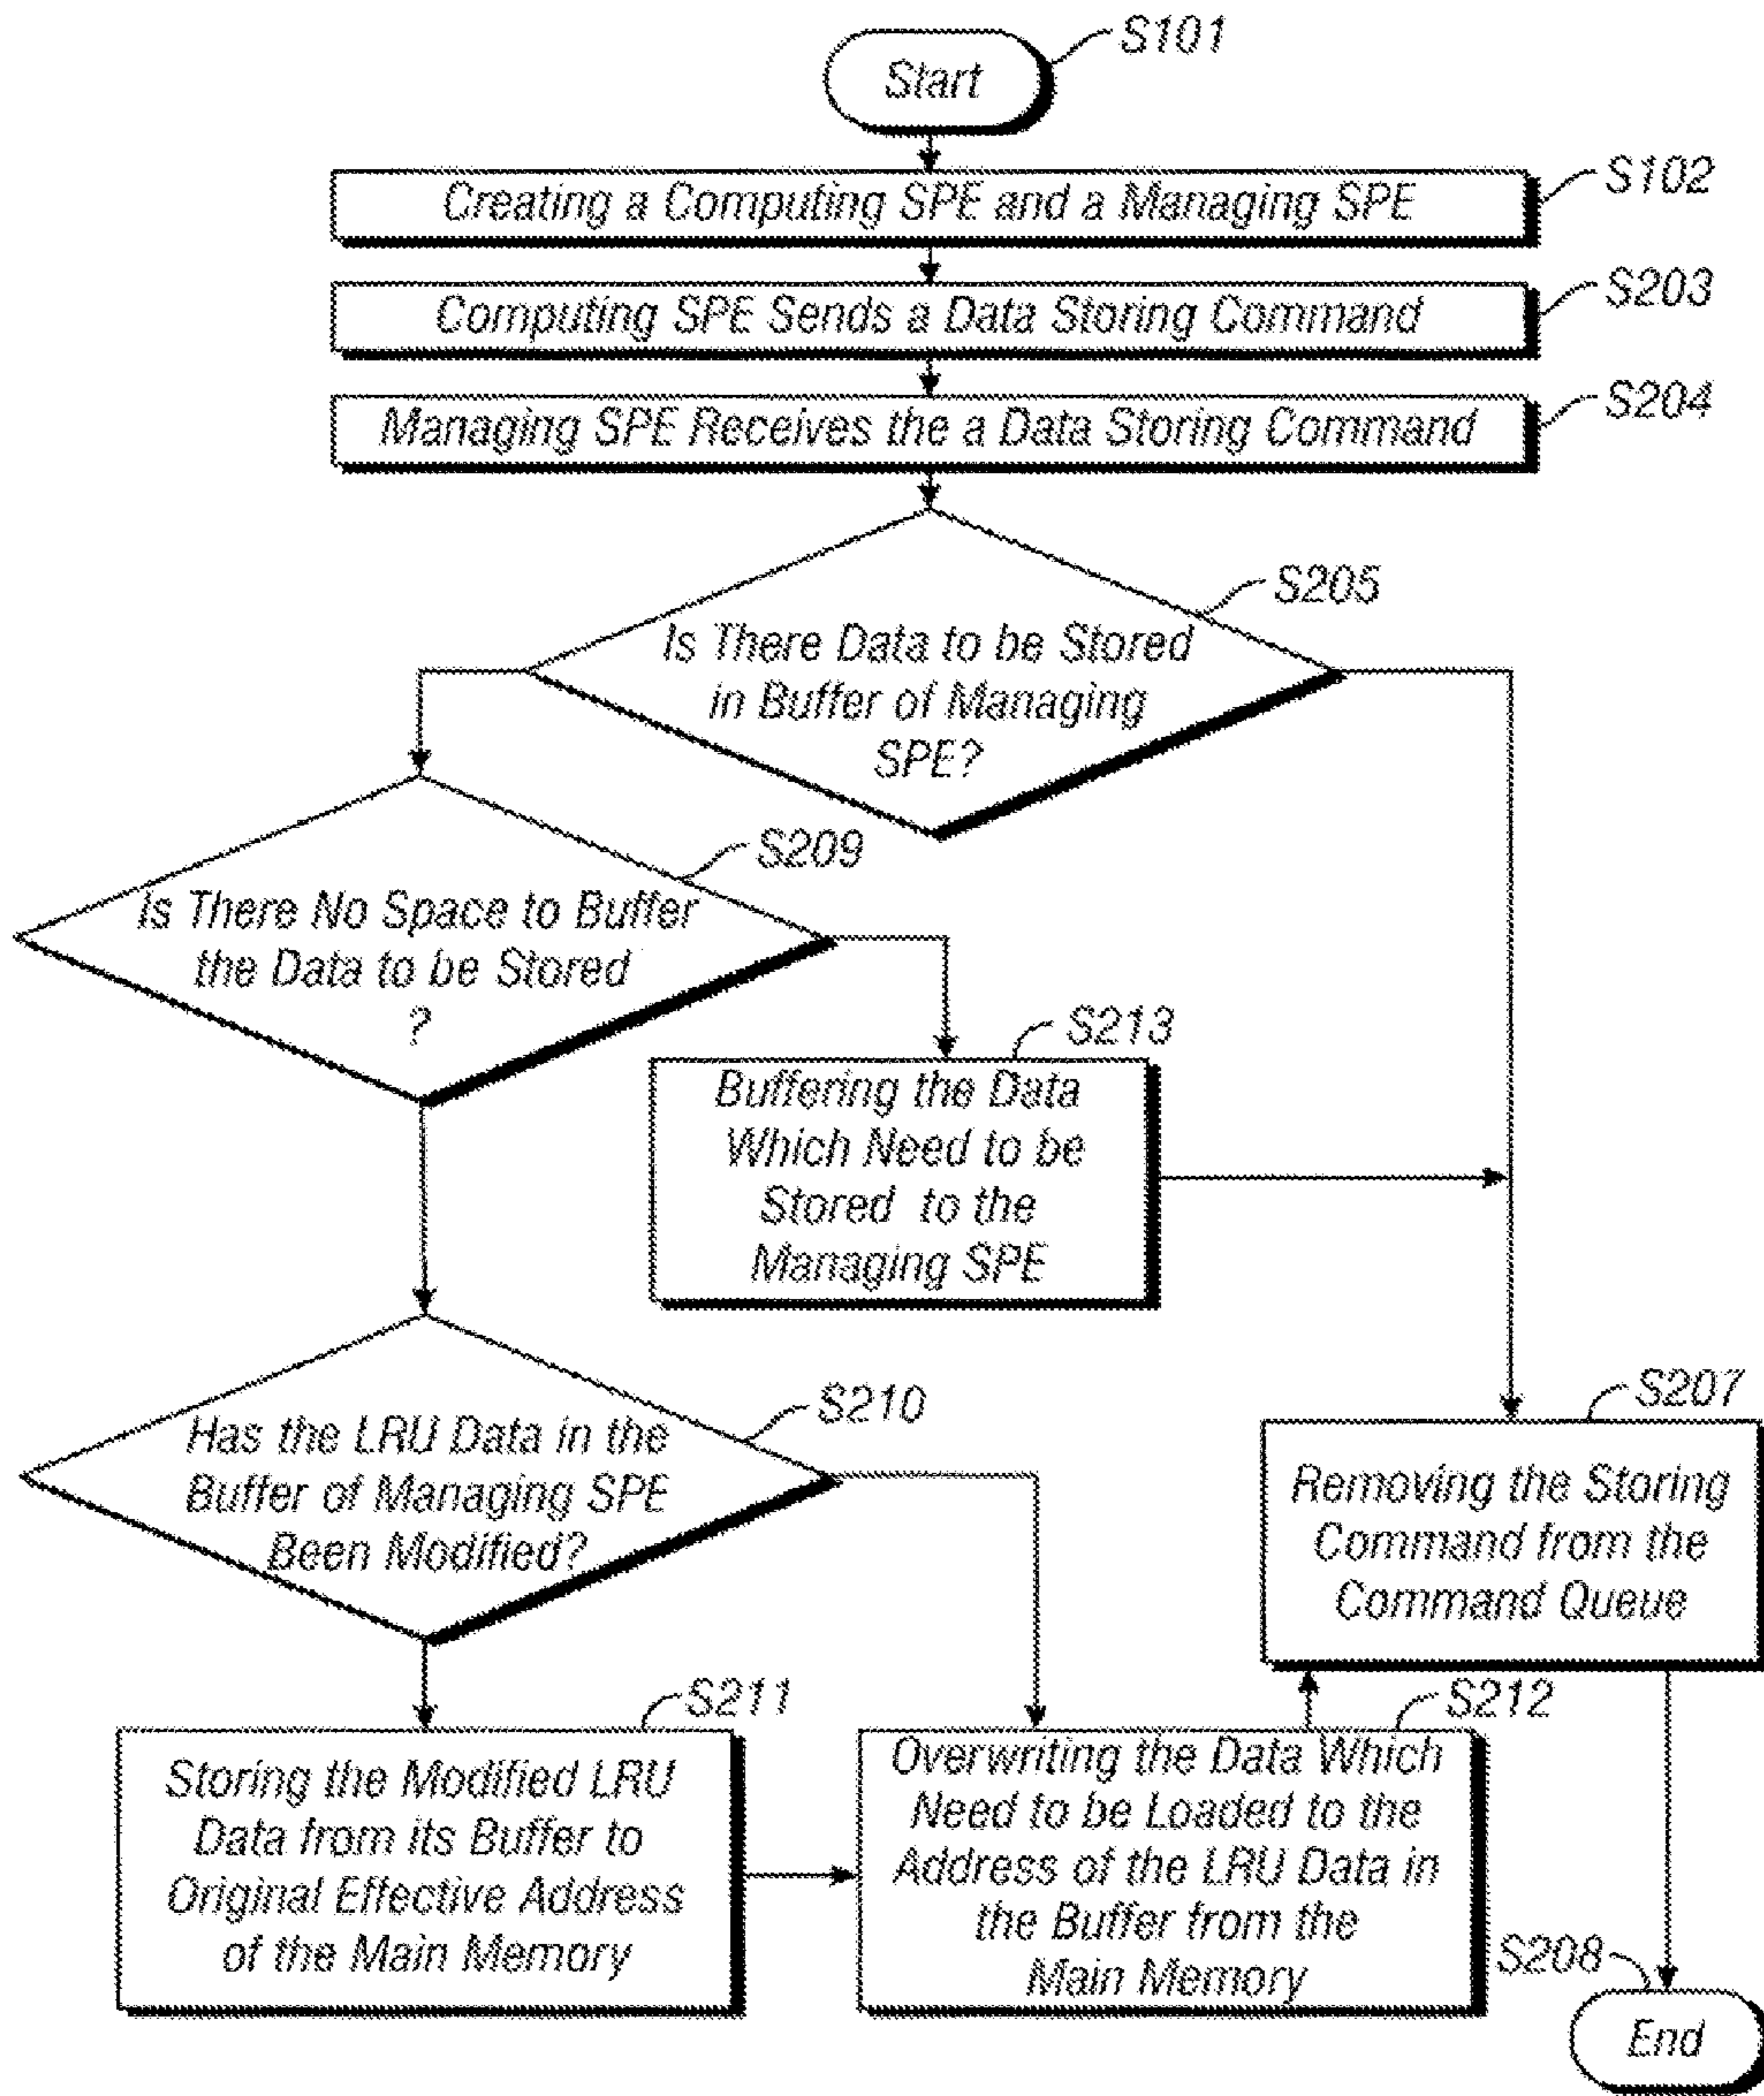 S101
Start
S102
Creating a Computing SPE and a Managing SPE
S203
Computing SPE Sends a Data Storing Command
S204
Managing SPE Receives the a Data Storing Command
S205
Is There Data to be Stored
in Buffer of Managing
SPE?
S209
Is There No Space to Buffer
the Data to be Stored
?
S213
Buffering the Data
Which Need to be
Stored to the
Managing SPE
S210
Has the LRU Data in the
Buffer of Managing SPE
Been Modified?
S207
Removing the Storing
Command from the
Command Queue
S211
Storing the Modified LRU
Data from its Buffer to
Original Effective Address
of the Main Memory
S212
Overwriting the Data Which
Need to be Loaded to the
Address of the LRU Data in
the Buffer from the
Main Memory
S208
End